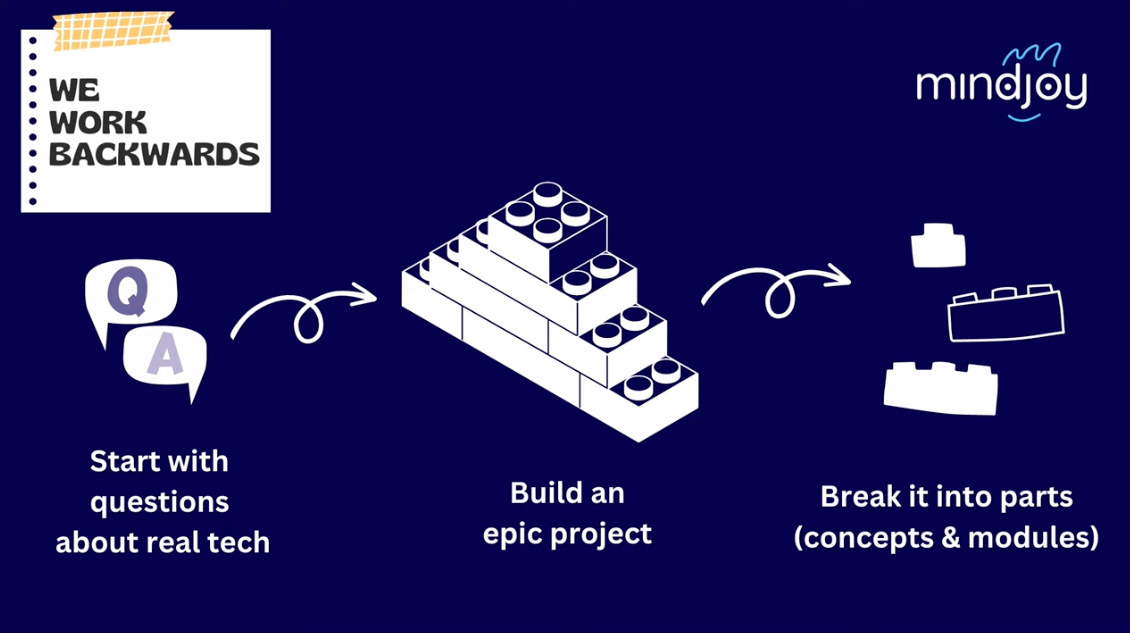 WE
WORK
BACKWARDS
mindjoy
Q
A
Start with
questions
about real tech
Build an
epic project
Break it into parts
(concepts & modules)